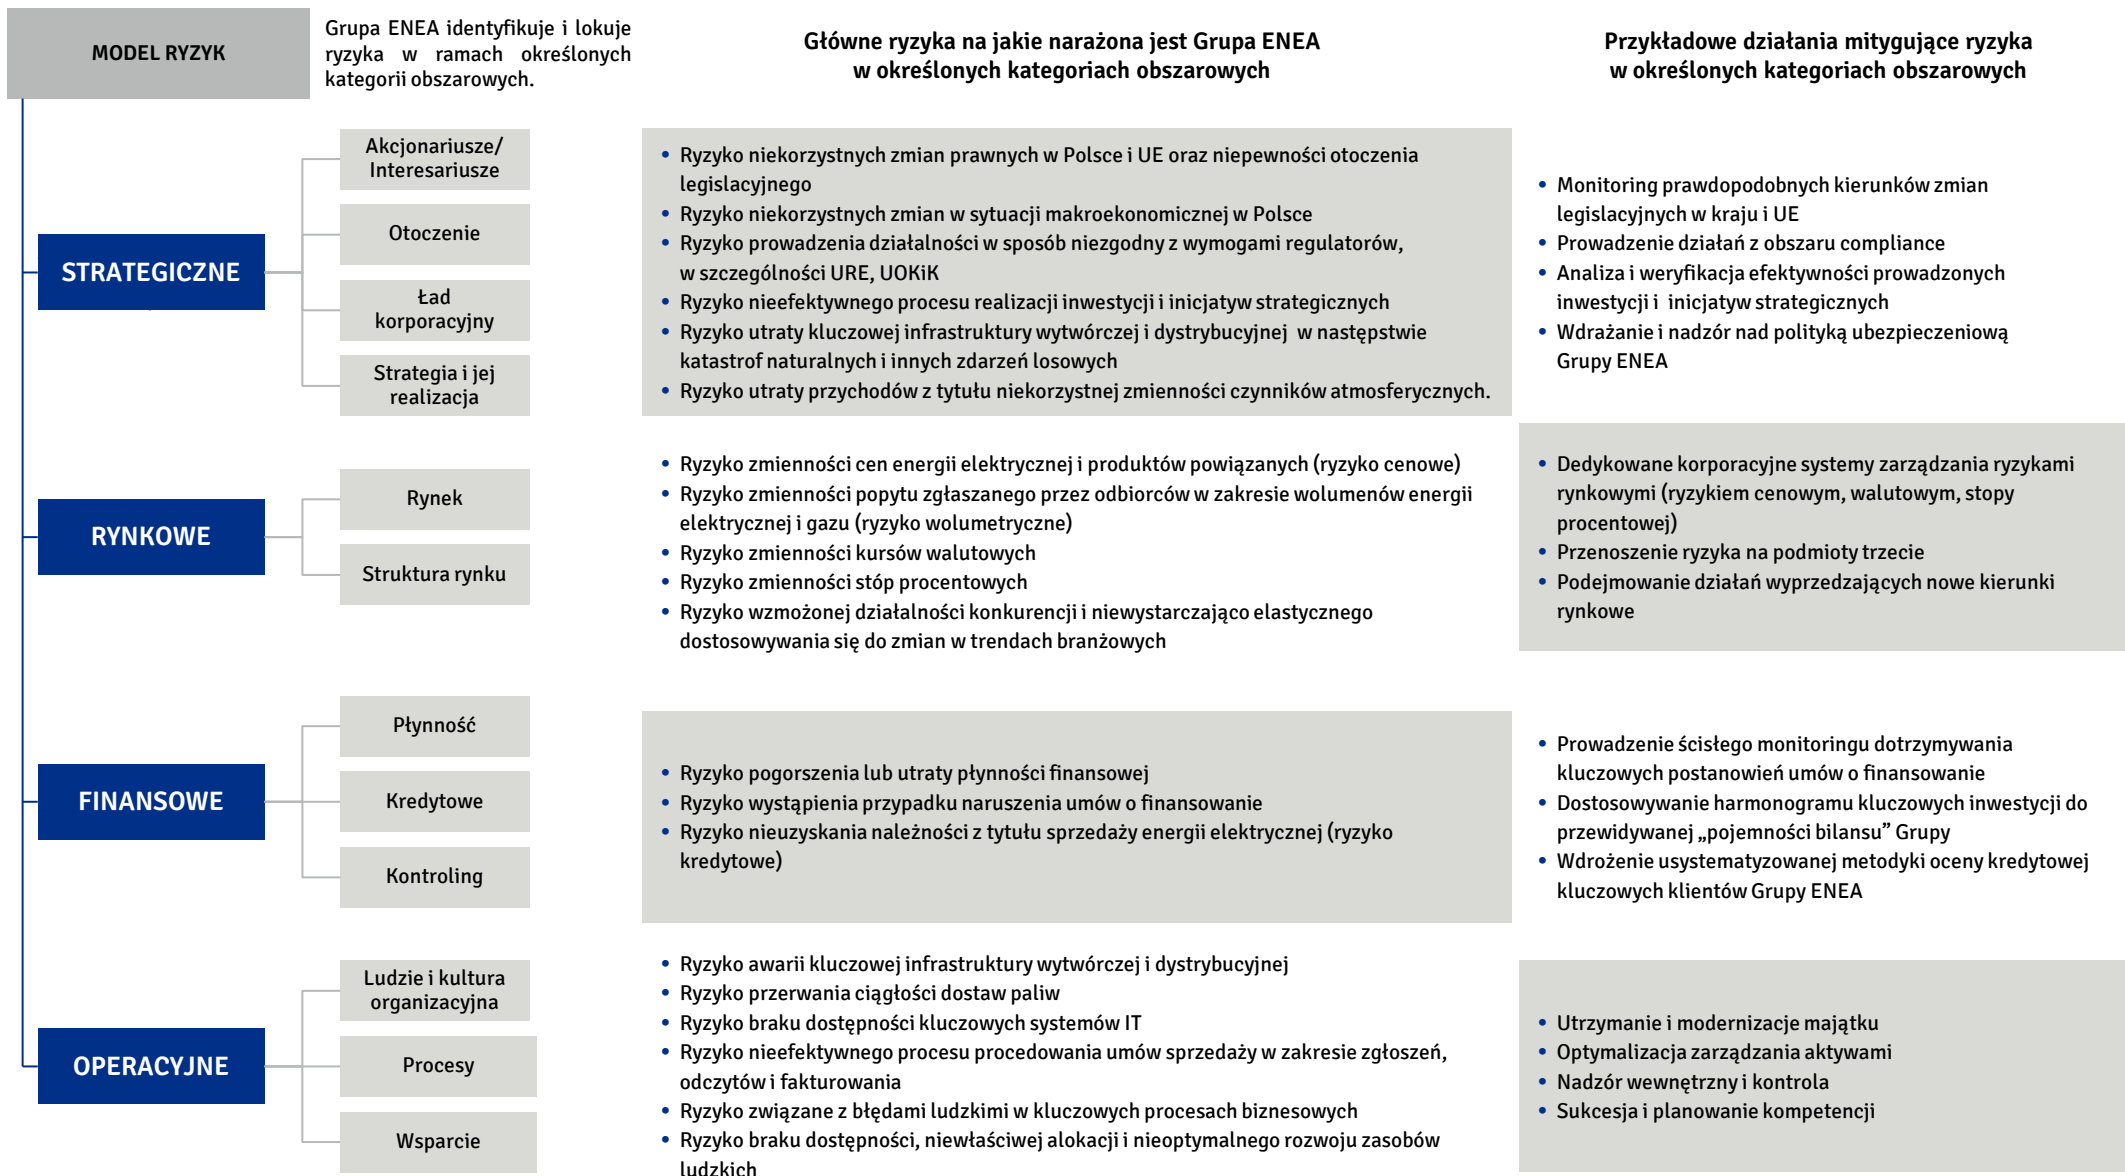 MODEL RYZYK
Grupa ENEA identyfikuje i lokuje
ryzyka w ramach określonych
kategorii obszarowych.
Główne ryzyka na jakie narażona jest Grupa ENEA
w określonych kategoriach obszarowych
Przykładowe działania mitygujące ryzyka
w określonych kategoriach obszarowych
STRATEGICZNE
Akcjonariusze/
Interesariusze
Otoczenie
Ład
korporacyjny
Strategia i jej
realizacja
• Ryzyko niekorzystnych zmian prawnych w Polsce i UE oraz niepewności otoczenia
legislacyjnego
• Ryzyko niekorzystnych zmian w sytuacji makroekonomicznej w Polsce
• Ryzyko prowadzenia działalności w sposób niezgodny z wymogami regulatorów,
w szczególności URE, UOKiK
• Ryzyko nieefektywnego procesu realizacji inwestycji i inicjatyw strategicznych
• Ryzyko utraty kluczowej infrastruktury wytwórczej i dystrybucyjnej w następstwie
katastrof naturalnych i innych zdarzeń losowych
• Ryzyko utraty przychodów z tytułu niekorzystnej zmienności czynników atmosferycznych.
• Monitoring prawdopodobnych kierunków zmian
legislacyjnych w kraju i UE
• Prowadzenie działań z obszaru compliance
• Analiza i weryfikacja efektywności prowadzonych
inwestycji i inicjatyw strategicznych
• Wdrażanie i nadzór nad polityką ubezpieczeniową
Grupy ENEA
RYNKOWE
Rynek
Struktura rynku
• Ryzyko zmienności cen energii elektrycznej i produktów powiązanych (ryzyko cenowe)
• Ryzyko zmienności popytu zgłaszanego przez odbiorców w zakresie wolumenów energii
elektrycznej i gazu (ryzyko wolumetryczne)
• Ryzyko zmienności kursów walutowych
• Ryzyko zmienności stóp procentowych
• Ryzyko wzmożonej działalności konkurencji i niewystarczająco elastycznego
dostosowywania się do zmian w trendach branżowych
• Dedykowane korporacyjne systemy zarządzania ryzykami
rynkowymi (ryzykiem cenowym, walutowym, stopy
procentowej)
• Przenoszenie ryzyka na podmioty trzecie
• Podejmowanie działań wyprzedzających nowe kierunki
rynkowe
FINANSOWE
Płynność
Kredytowe
Kontroling
• Ryzyko pogorszenia lub utraty płynności finansowej
• Ryzyko wystąpienia przypadku naruszenia umów o finansowanie
• Ryzyko nieuzyskania należności z tytułu sprzedaży energii elektrycznej (ryzyko
kredytowe)
• Prowadzenie ścisłego monitoringu dotrzymywania
kluczowych postanowień umów o finansowanie
• Dostosowywanie harmonogramu kluczowych inwestycji do
przewidywanej „pojemności bilansu” Grupy
• Wdrożenie usystematyzowanej metodyki oceny kredytowej
kluczowych klientów Grupy ENEA
OPERACYJNE
Ludzie i kultura
organizacyjna
Procesy
Wsparcie
• Ryzyko awarii kluczowej infrastruktury wytwórczej i dystrybucyjnej
• Ryzyko przerwania ciągłości dostaw paliw
• Ryzyko braku dostępności kluczowych systemów IT
• Ryzyko nieefektywnego procesu procedowania umów sprzedaży w zakresie zgłoszeń,
odczytów i fakturowania
• Ryzyko związane z błędami ludzkimi w kluczowych procesach biznesowych
• Ryzyko braku dostępności, niewłaściwej alokacji i nieoptymalnego rozwoju zasobów
ludzkich
• Utrzymanie i modernizacje majątku
• Optymalizacja zarządzania aktywami
• Nadzór wewnętrzny i kontrola
• Sukcesja i planowanie kompetencji